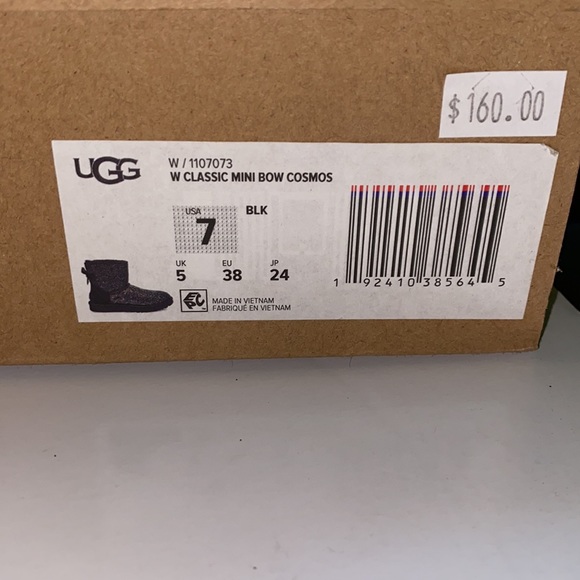 $160.00
UGG
W / 1107073
W CLASSIC MINI BOW COSMOS
USA
7
BLK
UK EU JP
5 38 24
MADE IN VIETNAM
FABRIQUÉ EN VIETNAM
1 92410 38564 5